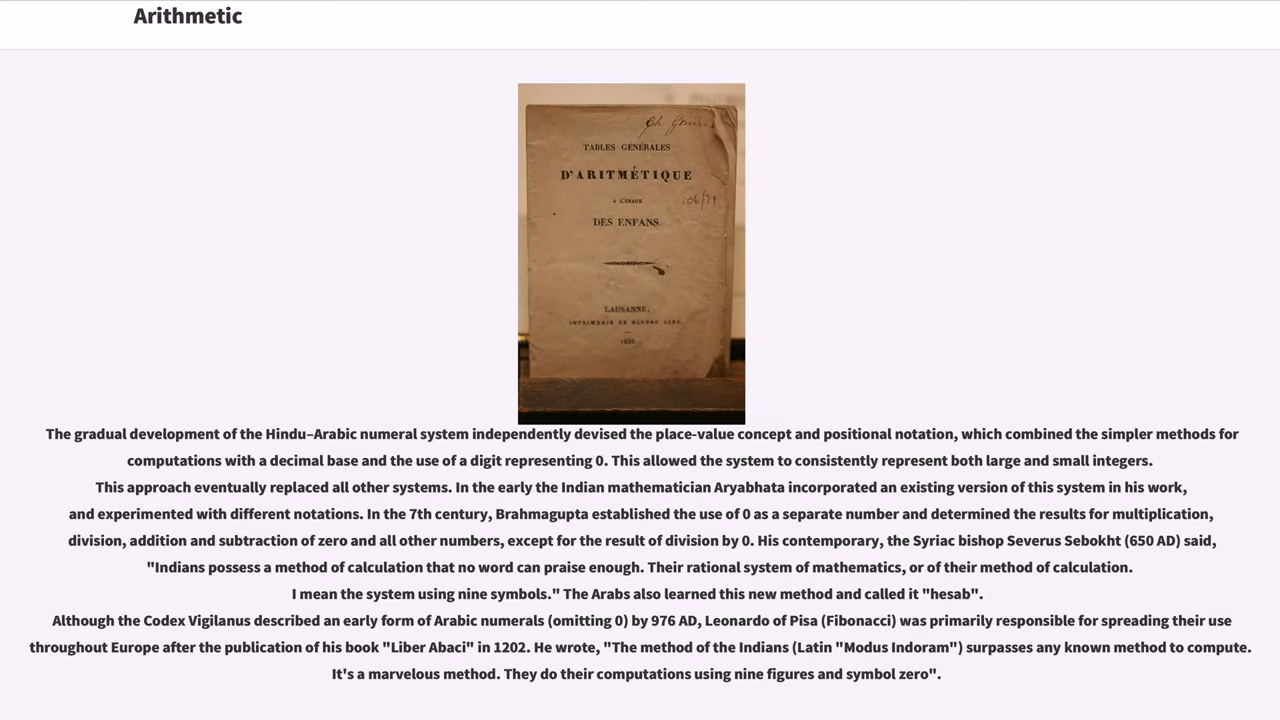 Arithmetic
TABLES GÉNÉRALES
D'ARITMÉTIQUE
A L'USAGE
DES ENFANS.
LAUSANNE,
IMPRIMERIE DE
The gradual development of the Hindu–Arabic numeral system independently devised the place-value concept and positional notation, which combined the simpler methods for
computations with a decimal base and the use of a digit representing 0. This allowed the system to consistently represent both large and small integers.
This approach eventually replaced all other systems. In the early the Indian mathematician Aryabhata incorporated an existing version of this system in his work,
and experimented with different notations. In the 7th century, Brahmagupta established the use of 0 as a separate number and determined the results for multiplication,
division, addition and subtraction of zero and all other numbers, except for the result of division by 0. His contemporary, the Syriac bishop Severus Sebokht (650 AD) said,
"Indians possess a method of calculation that no word can praise enough. Their rational system of mathematics, or of their method of calculation.
I mean the system using nine symbols." The Arabs also learned this new method and called it "hesab".
Although the Codex Vigilanus described an early form of Arabic numerals (omitting 0) by 976 AD, Leonardo of Pisa (Fibonacci) was primarily responsible for spreading their use
throughout Europe after the publication of his book "Liber Abaci" in 1202. He wrote, "The method of the Indians (Latin "Modus Indoram") surpasses any known method to compute.
It's a marvelous method. They do their computations using nine figures and symbol zero".